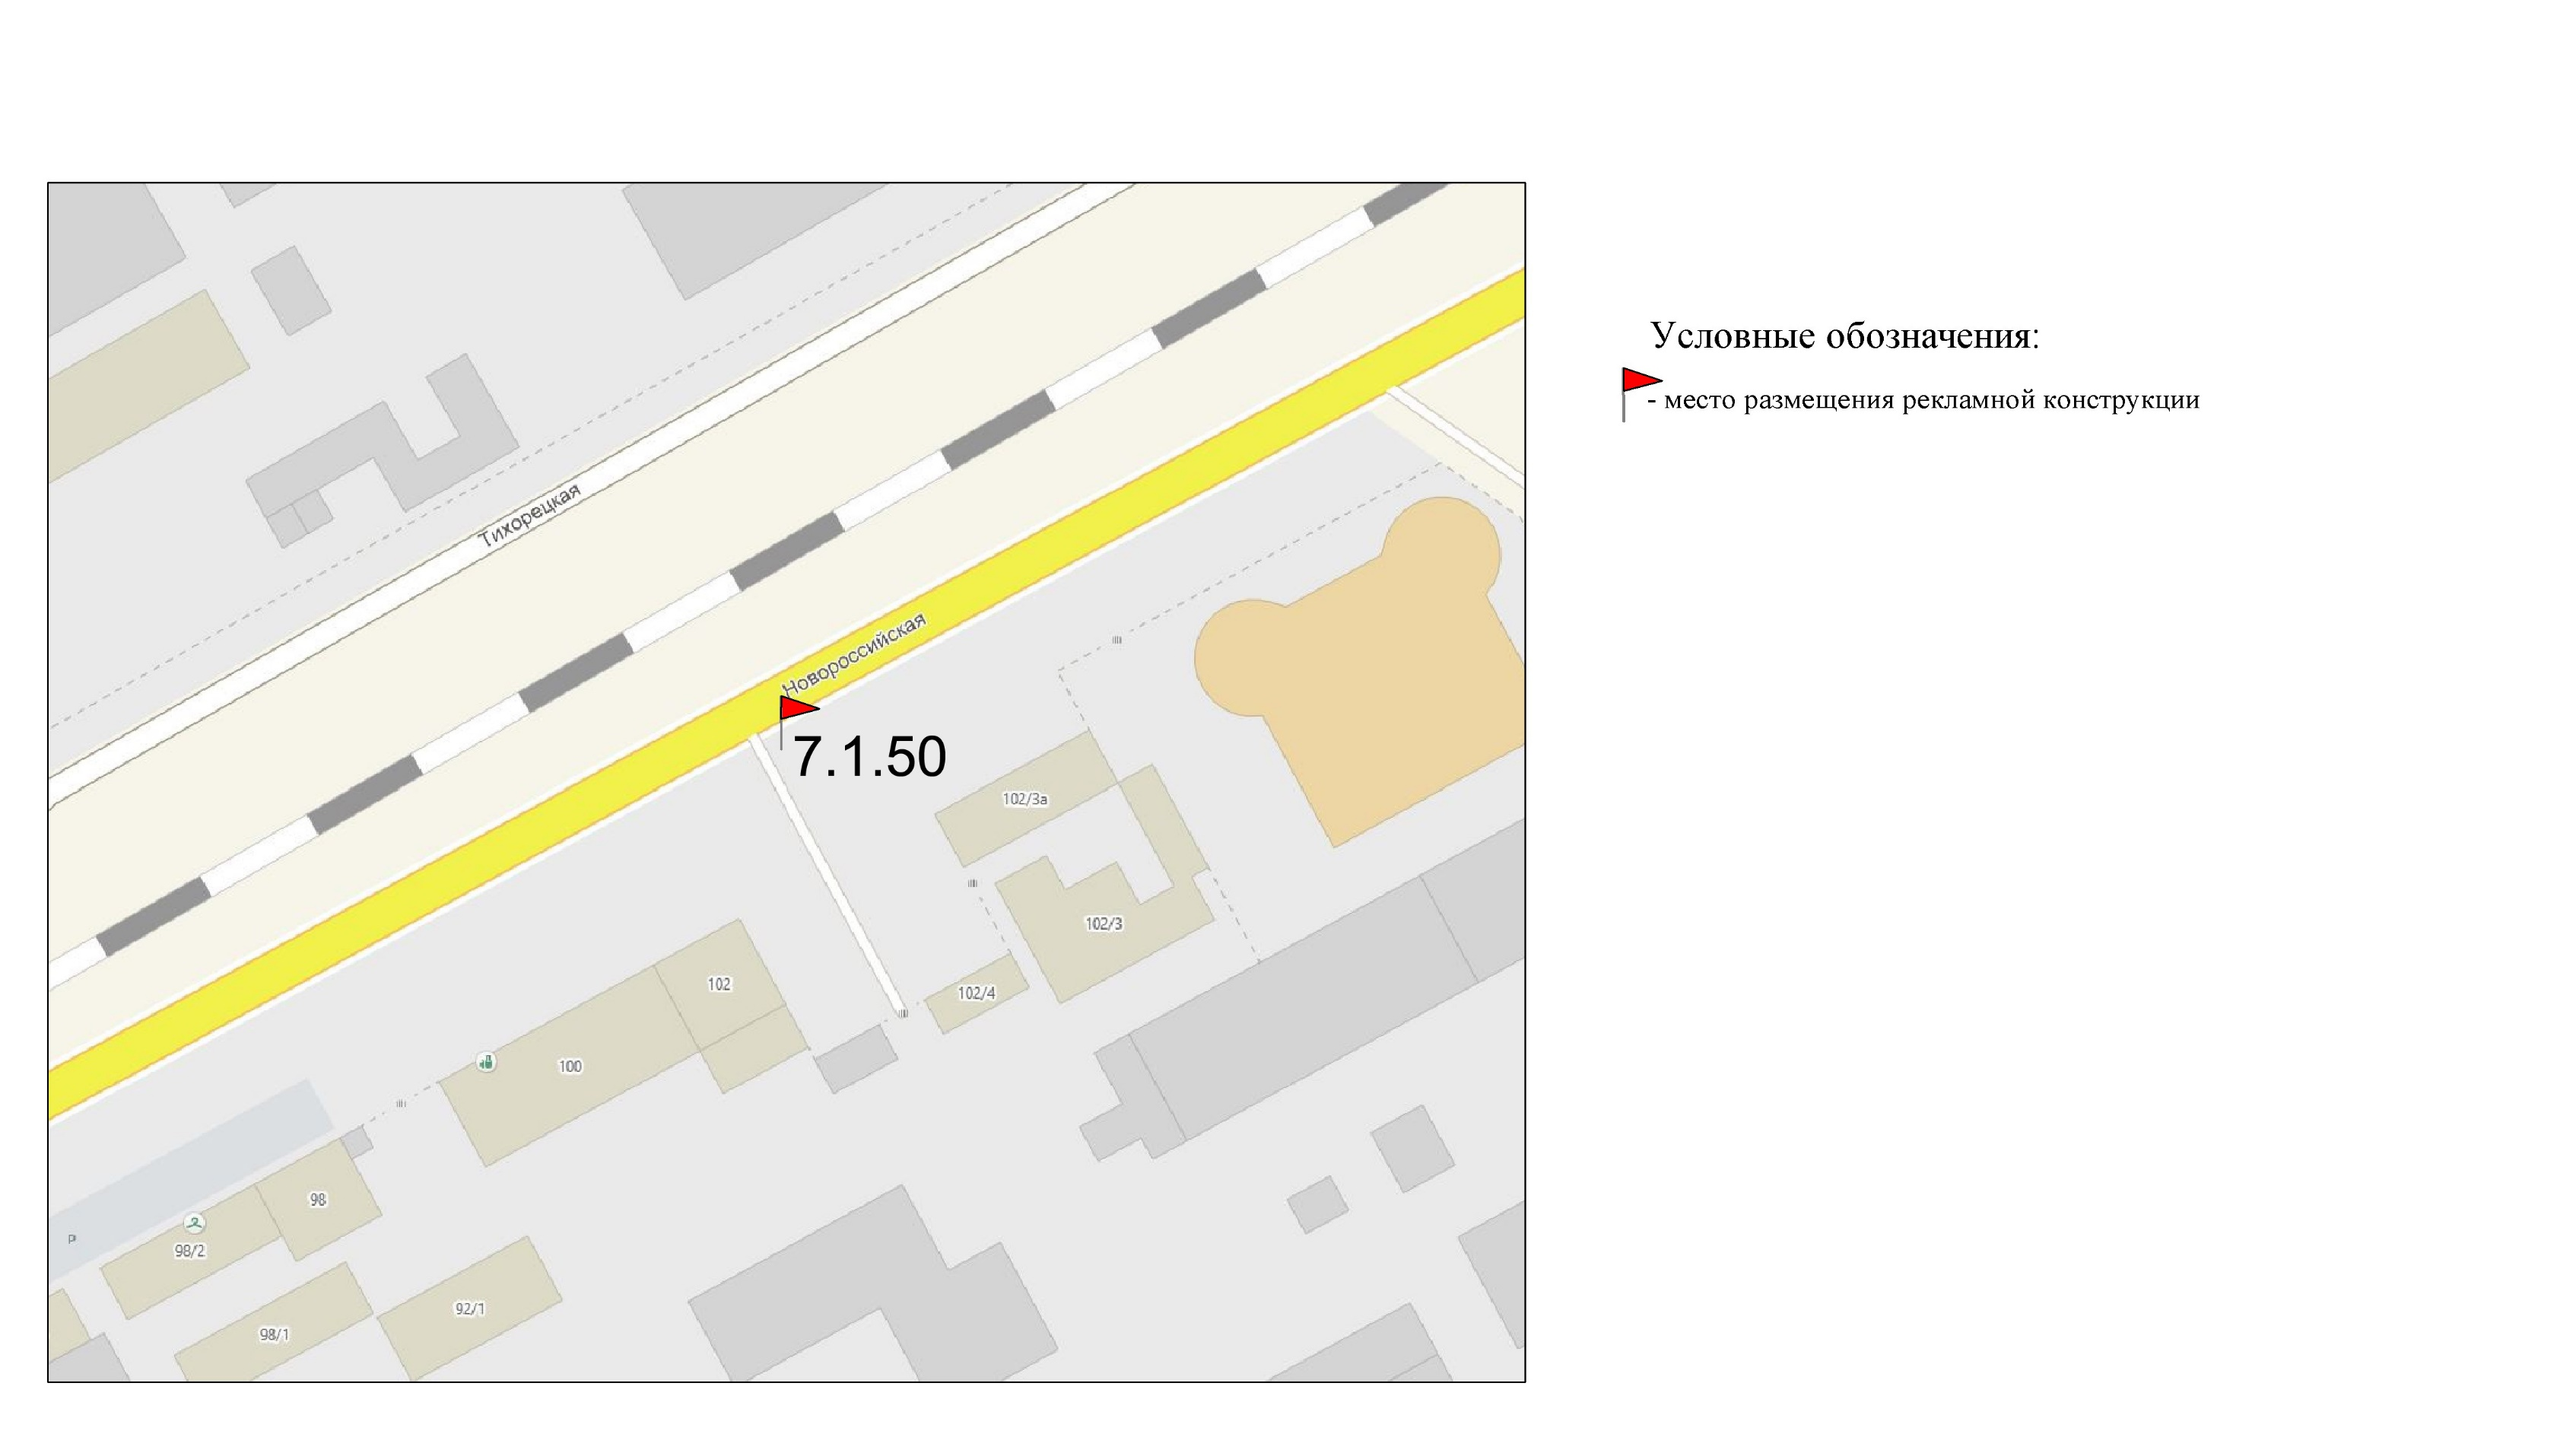 Условные обозначения:
- место размещения рекламной конструкции
Тихорецкая
Новороссийская
7.1.50
102/3а
102/3
102
102/4
100
98
98/2
92/1
98/1
P